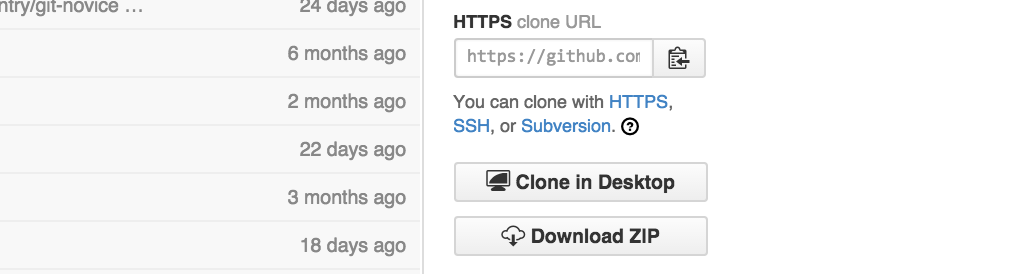 ntry/git-novice …
24 days ago
6 months ago
2 months ago
22 days ago
3 months ago
18 days ago
HTTPS clone URL
https://github.com
You can clone with HTTPS,
SSH, or Subversion.
Clone in Desktop
Download ZIP